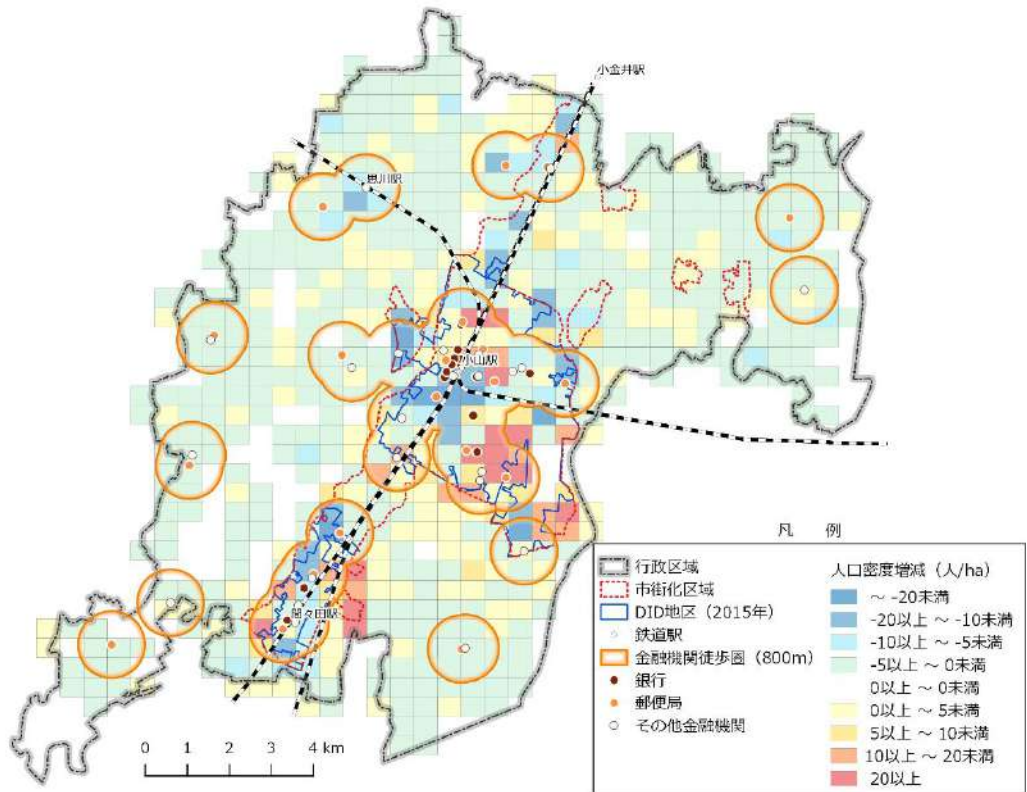 小金井駅
思川駅
小山駅
間々田駅
凡 例
行政区域
市街化区域
DID地区（2015年）
鉄道駅
金融機関徒歩圏（800m）
銀行
郵便局
その他金融機関
人口密度増減（人/ha）
～ -20未満
-20以上 ～ -10未満
-10以上 ～ -5未満
-5以上 ～ 0未満
0以上 ～ 0未満
0以上 ～ 5未満
5以上 ～ 10未満
10以上 ～ 20未満
20以上
0 1 2 3 4 km